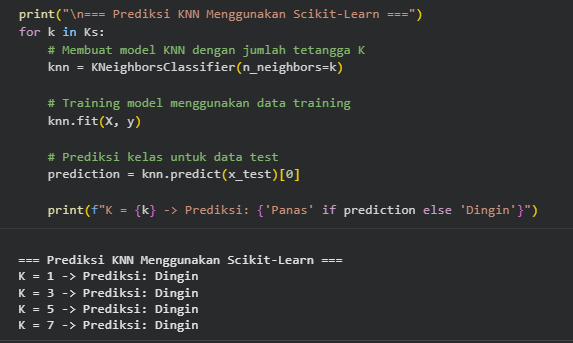 print("\n=== Prediksi KNN Menggunakan Scikit-Learn ===")
for k in Ks:
    # Membuat model KNN dengan jumlah tetangga K
    knn = KNeighborsClassifier(n_neighbors=k)

    # Training model menggunakan data training
    knn.fit(X, y)

    # Prediksi kelas untuk data test
    prediction = knn.predict(x_test)[0]

    print(f"K = {k} -> Prediksi: {'Panas' if prediction else 'Dingin'}")

=== Prediksi KNN Menggunakan Scikit-Learn ===
K = 1 -> Prediksi: Dingin
K = 3 -> Prediksi: Dingin
K = 5 -> Prediksi: Dingin
K = 7 -> Prediksi: Dingin